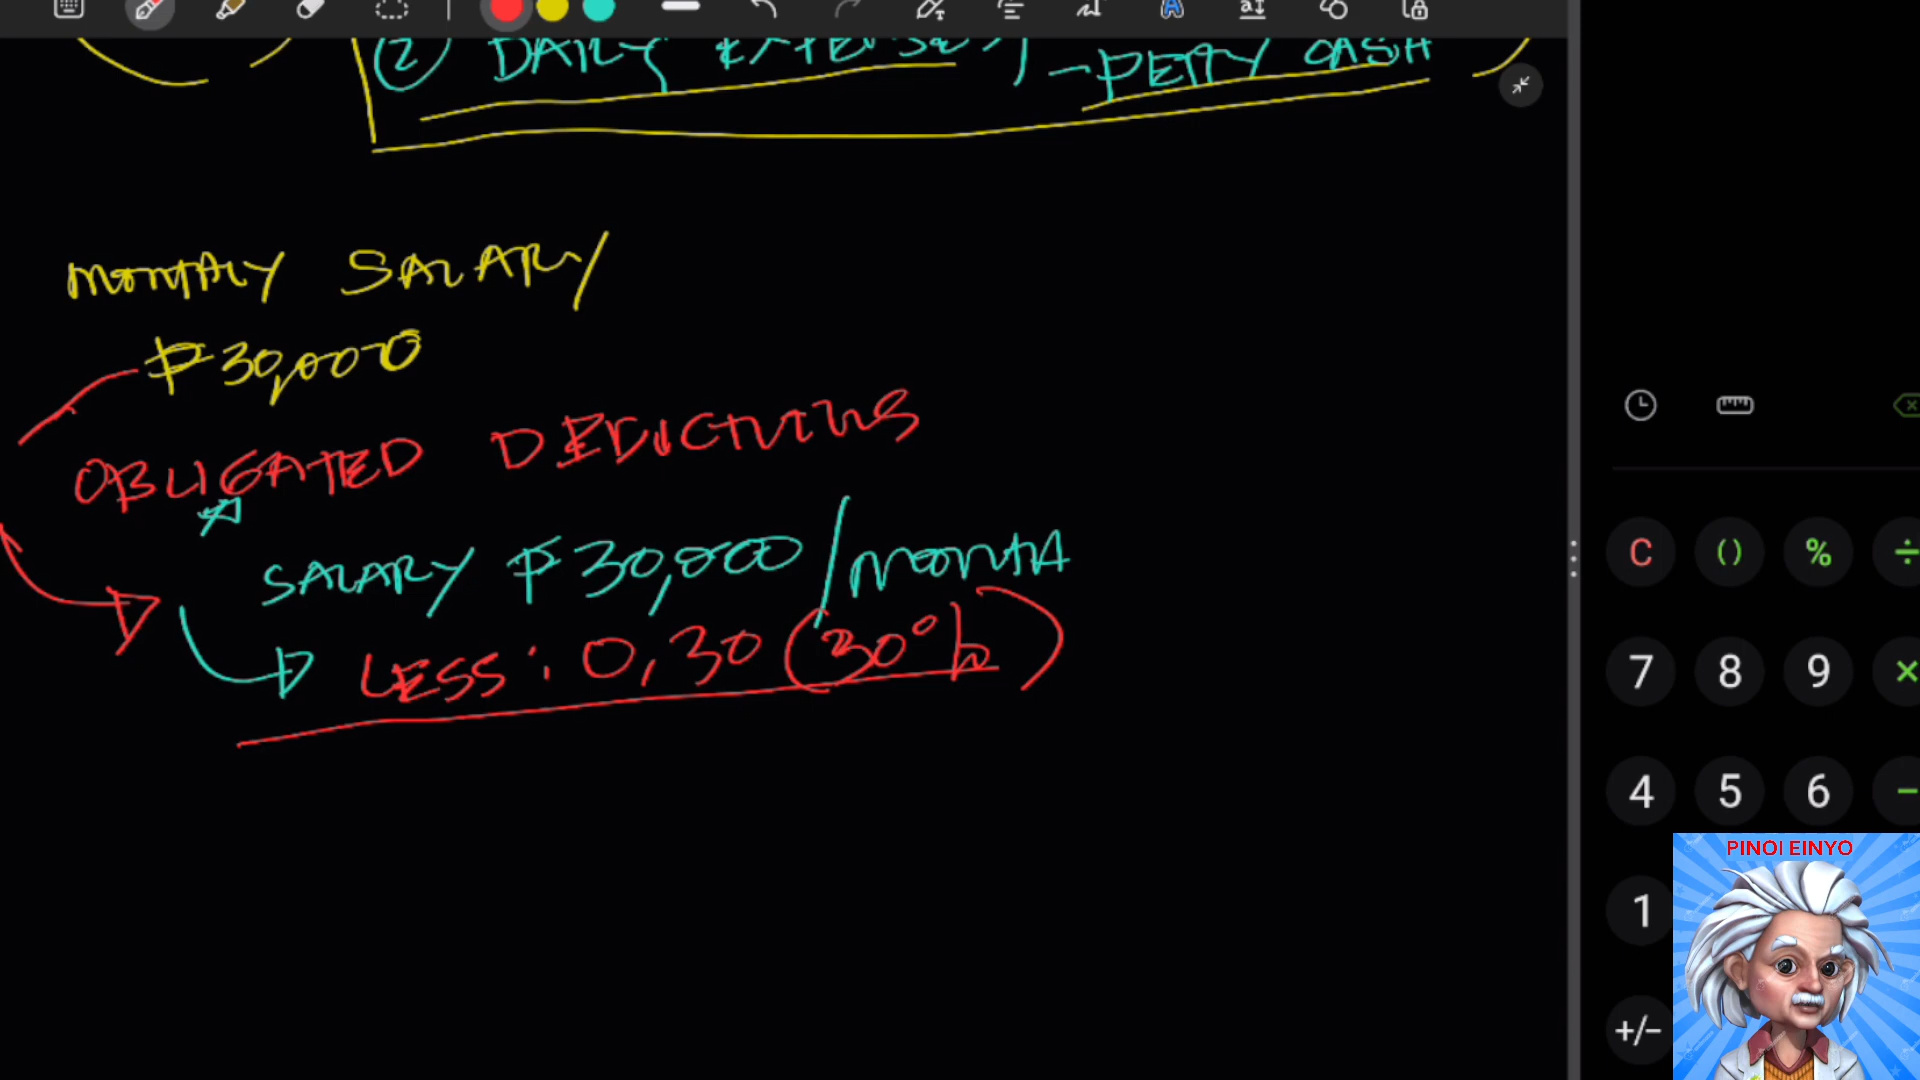 ② DAILY EXPENSE - PETTY CASH
MONTHLY SALARY
₱30,000
OBLIGATED DEDUCTIONS
SALARY ₱30,000/MONTH
LESS: 0.30 (30%)
C () % ÷
7 8 9 ×
4 5 6 −
1
+/−
PINOI EINYO